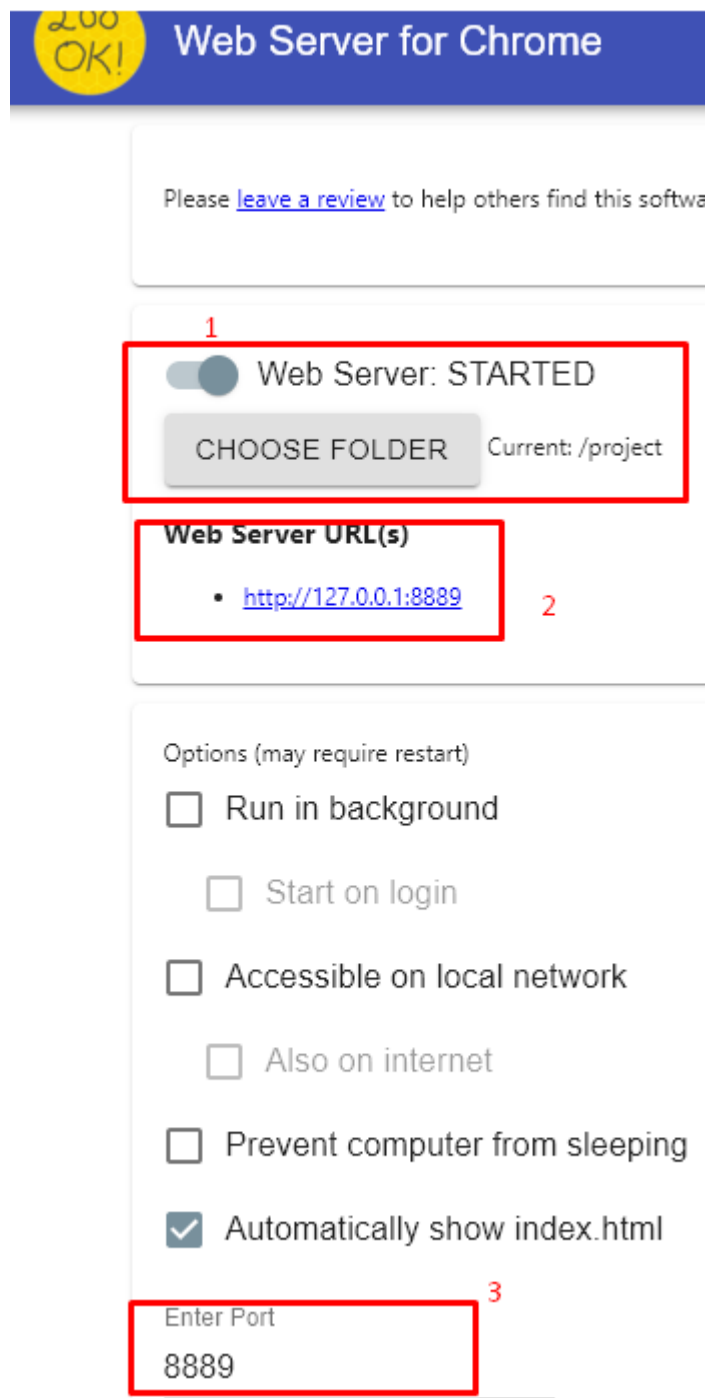 200
OK!
Web Server for Chrome
Please leave a review to help others find this softwa
1
Web Server: STARTED
CHOOSE FOLDER Current: /project
Web Server URL(s)
• http://127.0.0.1:8889
2
Options (may require restart)
Run in background
Start on login
Accessible on local network
Also on internet
Prevent computer from sleeping
Automatically show index.html
3
Enter Port
8889